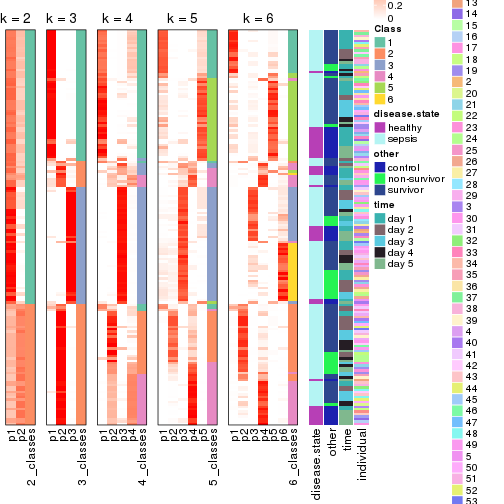 k = 2
k = 3
k = 4
k = 5
k = 6
0.2
0
Class
1
2
3
4
5
6
disease.state
healthy
sepsis
other
control
non-survivor
survivor
time
day 1
day 2
day 3
day 4
day 5
13
14
15
16
17
18
19
2
20
21
22
23
24
25
26
27
28
29
3
30
31
32
33
34
35
36
37
38
39
4
40
41
42
43
44
45
46
47
48
49
5
50
51
52
53
p1
p2
2_classes
p1
p2
p3
3_classes
p1
p2
p3
p4
4_classes
p1
p2
p3
p4
p5
5_classes
p1
p2
p3
p4
p5
p6
6_classes
disease.state
other
time
individual